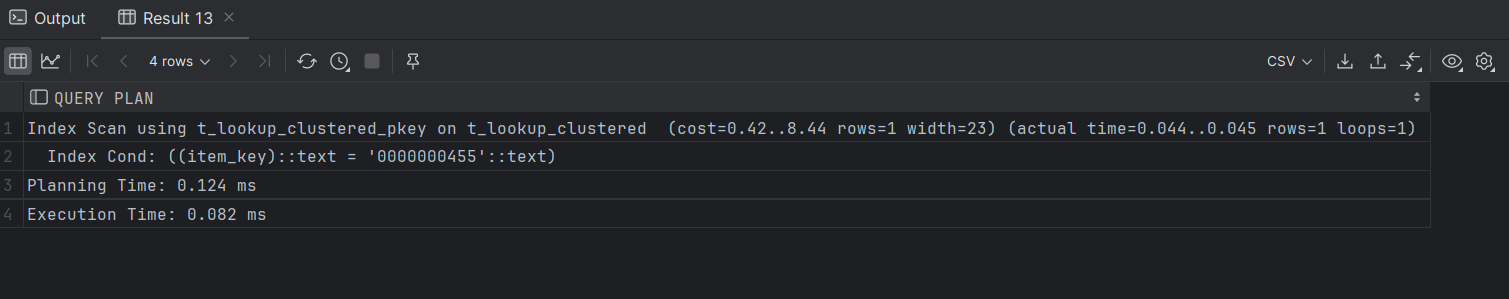 Output Result 13
4 rows CSV
QUERY PLAN
1 Index Scan using t_lookup_clustered_pkey on t_lookup_clustered  (cost=0.42..8.44 rows=1 width=23) (actual time=0.044..0.045 rows=1 loops=1)
2   Index Cond: ((item_key)::text = '0000000455'::text)
3 Planning Time: 0.124 ms
4 Execution Time: 0.082 ms